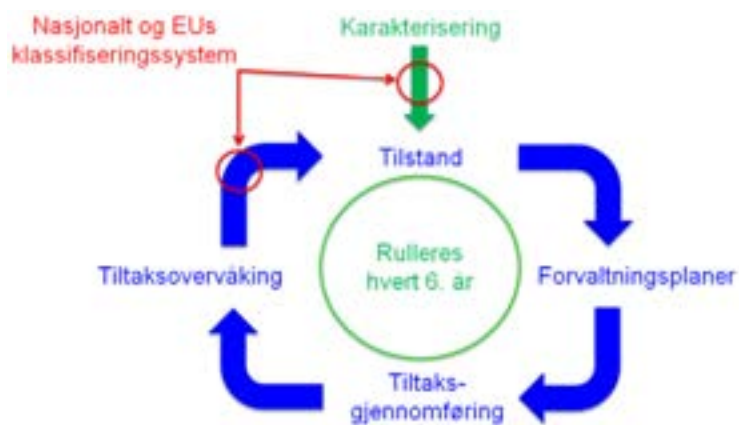 Nasjonalt og EUs
klassifiseringssystem
Karakterisering
Tilstand
Rulleres
hvert 6. år
Tiltaksovervåking
Forvaltningsplaner
Tiltaks-
gjennomføring